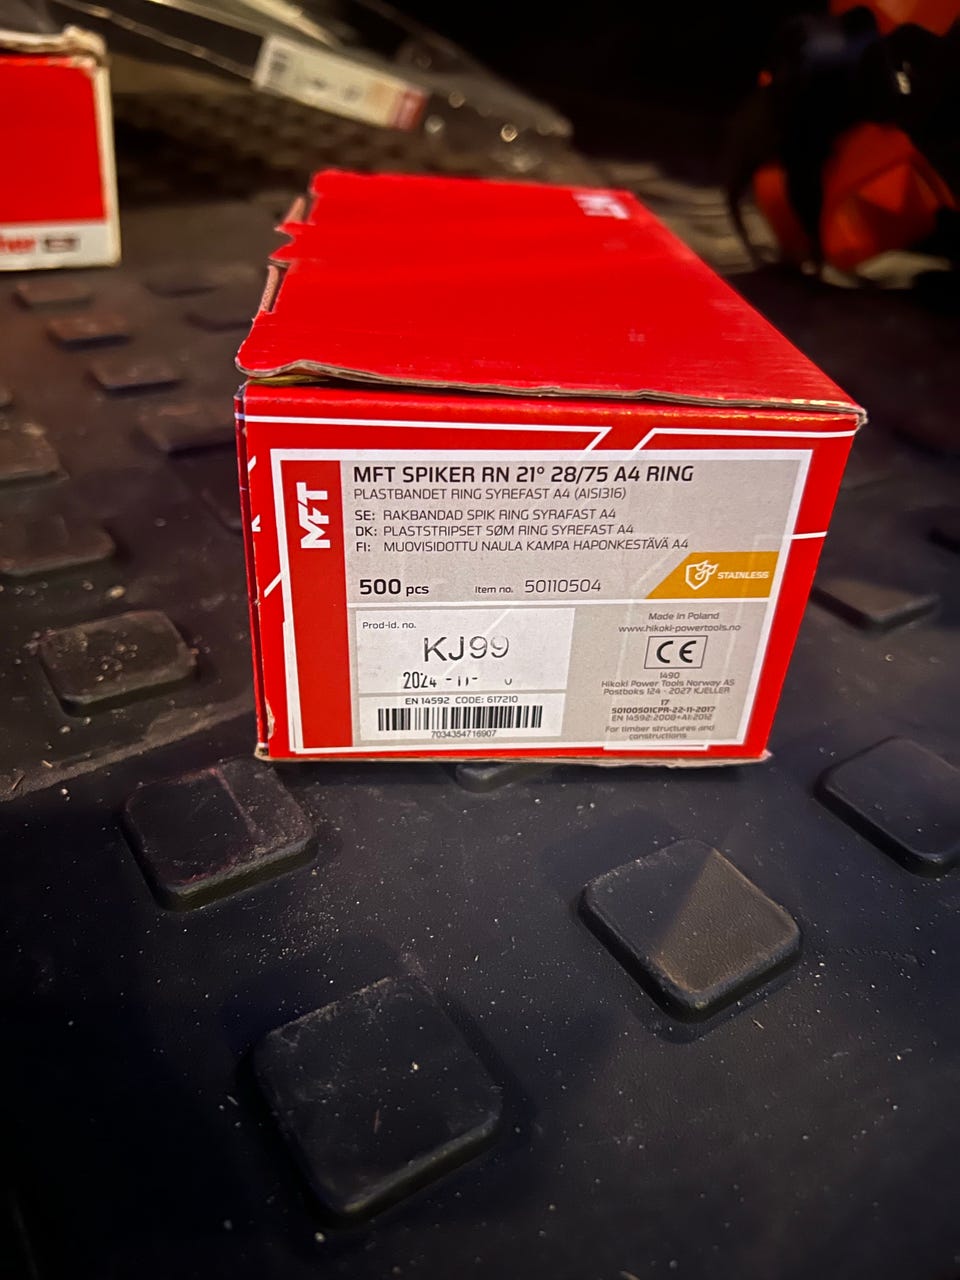 MFT
MFT SPIKER RN 21° 28/75 A4 RING
PLASTBANDET RING SYREFAST A4 (AISI316)
SE: RAKBANDAD SPIK RING SYRAFAST A4
DK: PLASTSTRIPSET SØM RING SYREFAST A4
FI: MUOVISIDOTTU NAULA KAMPA HAPONKESTÄVÄ A4
500 pcs Item no. 50110504
STAINLESS
Prod-id. no.
KJ99
2024 -11-
EN 14592 CODE: 617210
7034354716907
Made in Poland
www.hikoki-powertools.no
CE
1490
Hikoki Power Tools Norway AS
Postboks 124 - 2027 KJELLER
17
50100501CPR-22-11-2017
EN 14592:2008+A1:2012
For timber structures and
constructions